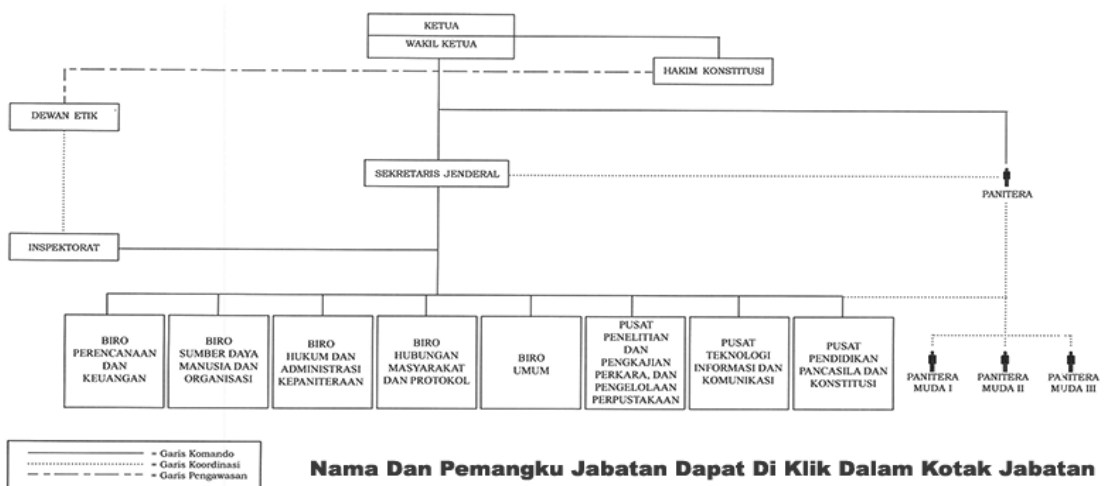 KETUA
WAKIL KETUA
HAKIM KONSTITUSI
DEWAN ETIK
SEKRETARIS JENDERAL
PANITERA
INSPEKTORAT
BIRO
PERENCANAAN
DAN
KEUANGAN
BIRO
SUMBER DAYA
MANUSIA DAN
ORGANISASI
BIRO
HUKUM DAN
ADMINISTRASI
KEPANITERAAN
BIRO
HUBUNGAN
MASYARAKAT
DAN PROTOKOL
BIRO
UMUM
PUSAT
PENELITIAN
DAN
PENGKAJIAN
PERKARA, DAN
PENGELOLAAN
PERPUSTAKAAN
PUSAT
TEKNOLOGI
INFORMASI DAN
KOMUNIKASI
PUSAT
PENDIDIKAN
PANCASILA DAN
KONSTITUSI
PANITERA
MUDA I
PANITERA
MUDA II
PANITERA
MUDA III
= Garis Komando
= Garis Koordinasi
= Garis Pengawasan
Nama Dan Pemangku Jabatan Dapat Di Klik Dalam Kotak Jabatan